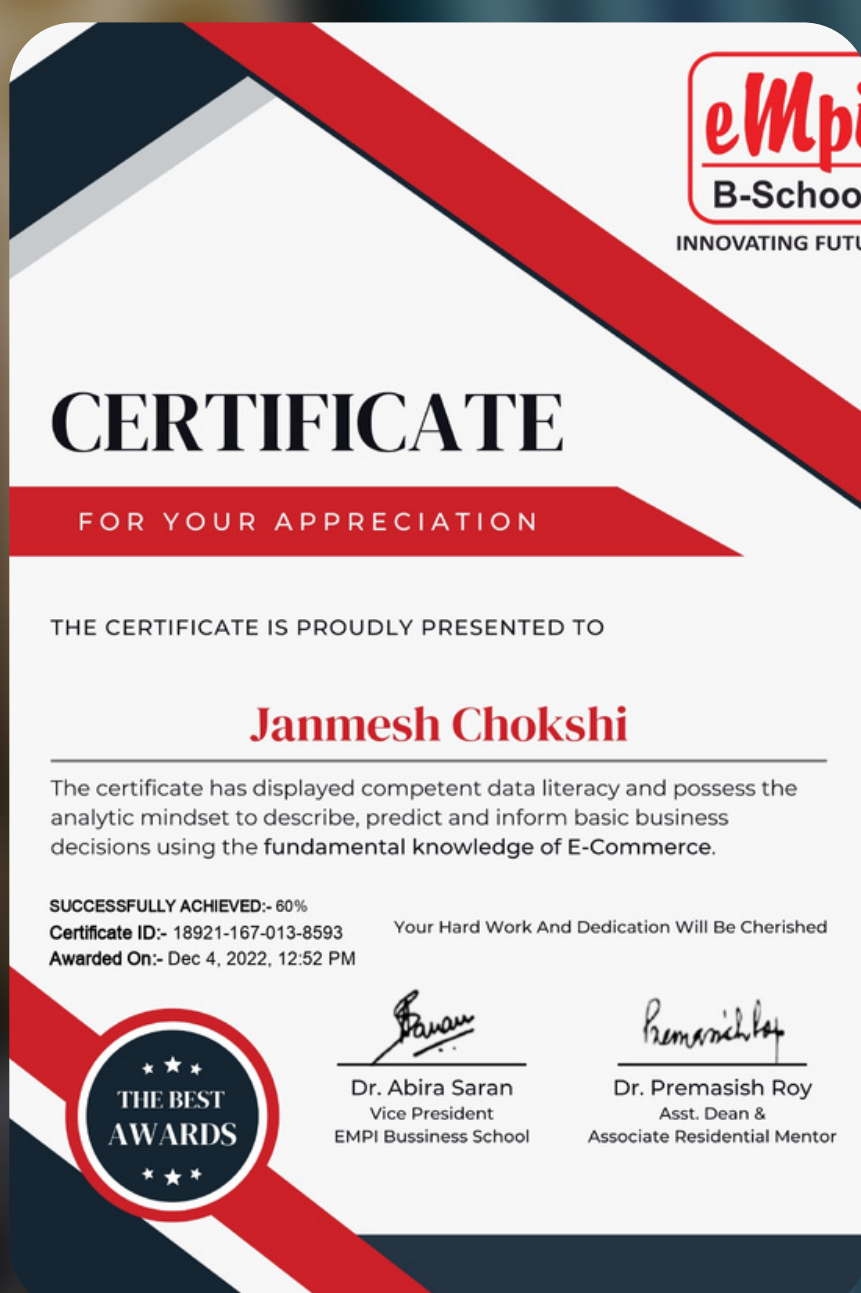 eMpi
B-Schoo
INNOVATING FUTU
CERTIFICATE
FOR YOUR APPRECIATION
THE CERTIFICATE IS PROUDLY PRESENTED TO
Janmesh Chokshi
The certificate has displayed competent data literacy and possess the
analytic mindset to describe, predict and inform basic business
decisions using the fundamental knowledge of E-Commerce.
SUCCESSFULLY ACHIEVED:- 60%
Certificate ID:- 18921-167-013-8593
Awarded On:- Dec 4, 2022, 12:52 PM
Your Hard Work And Dedication Will Be Cherished
THE BEST
AWARDS
Dr. Abira Saran
Vice President
EMPI Bussiness School
Premasish Roy
Dr. Premasish Roy
Asst. Dean &
Associate Residential Mentor